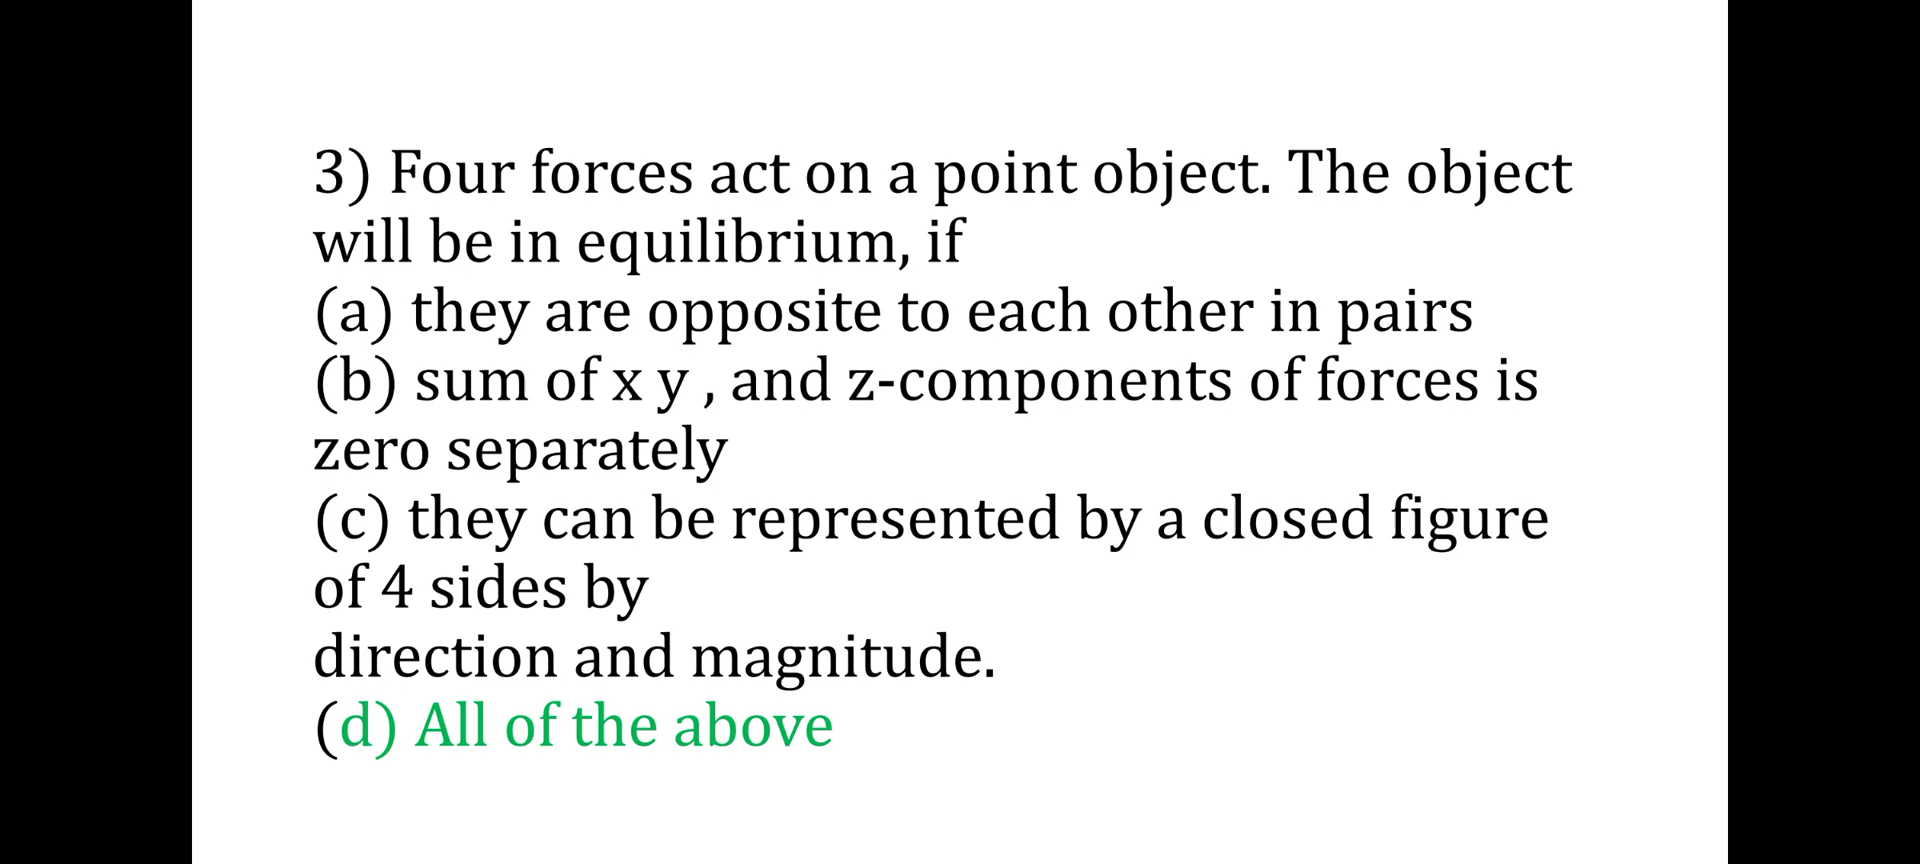 3) Four forces act on a point object. The object
will be in equilibrium, if
(a) they are opposite to each other in pairs
(b) sum of x y , and z-components of forces is
zero separately
(c) they can be represented by a closed figure
of 4 sides by
direction and magnitude.
(d) All of the above